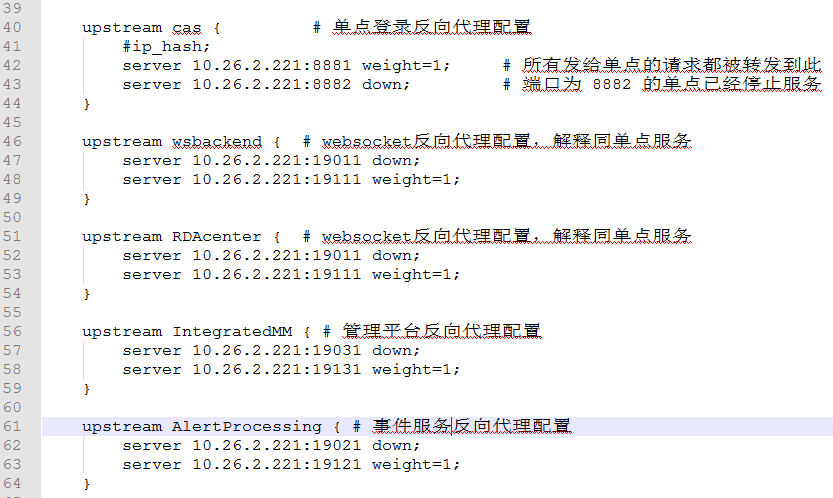 39
40 upstream cas { # 单点登录反向代理配置
41 #ip_hash;
42 server 10.26.2.221:8881 weight=1; # 所有发给单点的请求都被转发到此
43 server 10.26.2.221:8882 down; # 端口为 8882 的单点已经停止服务
44 }
45
46 upstream wsbackend { # websocket反向代理配置，解释同单点服务
47 server 10.26.2.221:19011 down;
48 server 10.26.2.221:19111 weight=1;
49 }
50
51 upstream RDAcenter { # websocket反向代理配置，解释同单点服务
52 server 10.26.2.221:19011 down;
53 server 10.26.2.221:19111 weight=1;
54 }
55
56 upstream IntegratedMM { # 管理平台反向代理配置
57 server 10.26.2.221:19031 down;
58 server 10.26.2.221:19131 weight=1;
59 }
60
61 upstream AlertProcessing { # 事件服务反向代理配置
62 server 10.26.2.221:19021 down;
63 server 10.26.2.221:19121 weight=1;
64 }